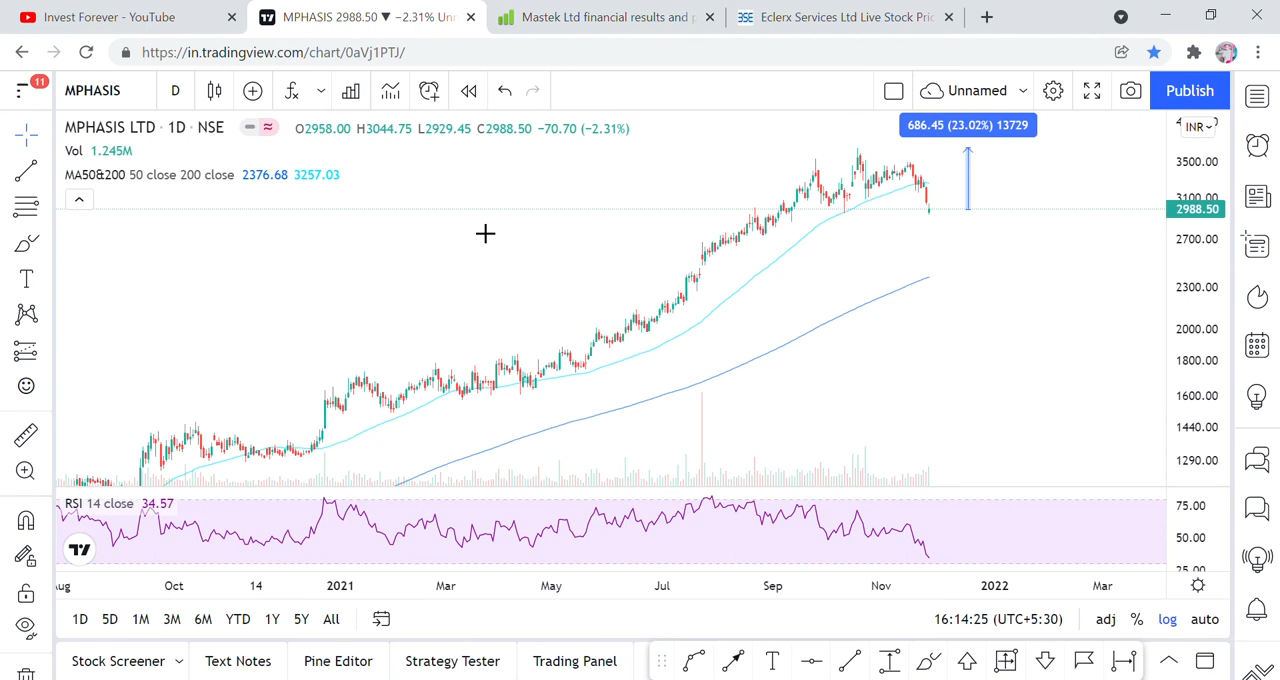 Invest Forever - YouTube
MPHASIS 2988.50 ▼ −2.31% Unn
Mastek Ltd financial results and p
BSE
Eclerx Services Ltd Live Stock Pric
https://in.tradingview.com/chart/0aVj1PTJ/
11
MPHASIS
D
Unnamed
Publish
MPHASIS LTD · 1D · NSE
O2958.00 H3044.75 L2929.45 C2988.50 −70.70 (−2.31%)
Vol 1.245M
MA50&200 50 close 200 close 2376.68 3257.03
686.45 (23.02%) 13729
INR
3500.00
3100.00
2988.50
2700.00
2300.00
2000.00
1800.00
1600.00
1440.00
1290.00
RSI 14 close 34.57
75.00
50.00
25.00
Aug Oct 14 2021 Mar May Jul Sep Nov 2022 Mar
1D 5D 1M 3M 6M YTD 1Y 5Y All
16:14:25 (UTC+5:30) adj % log auto
Stock Screener Text Notes Pine Editor Strategy Tester Trading Panel